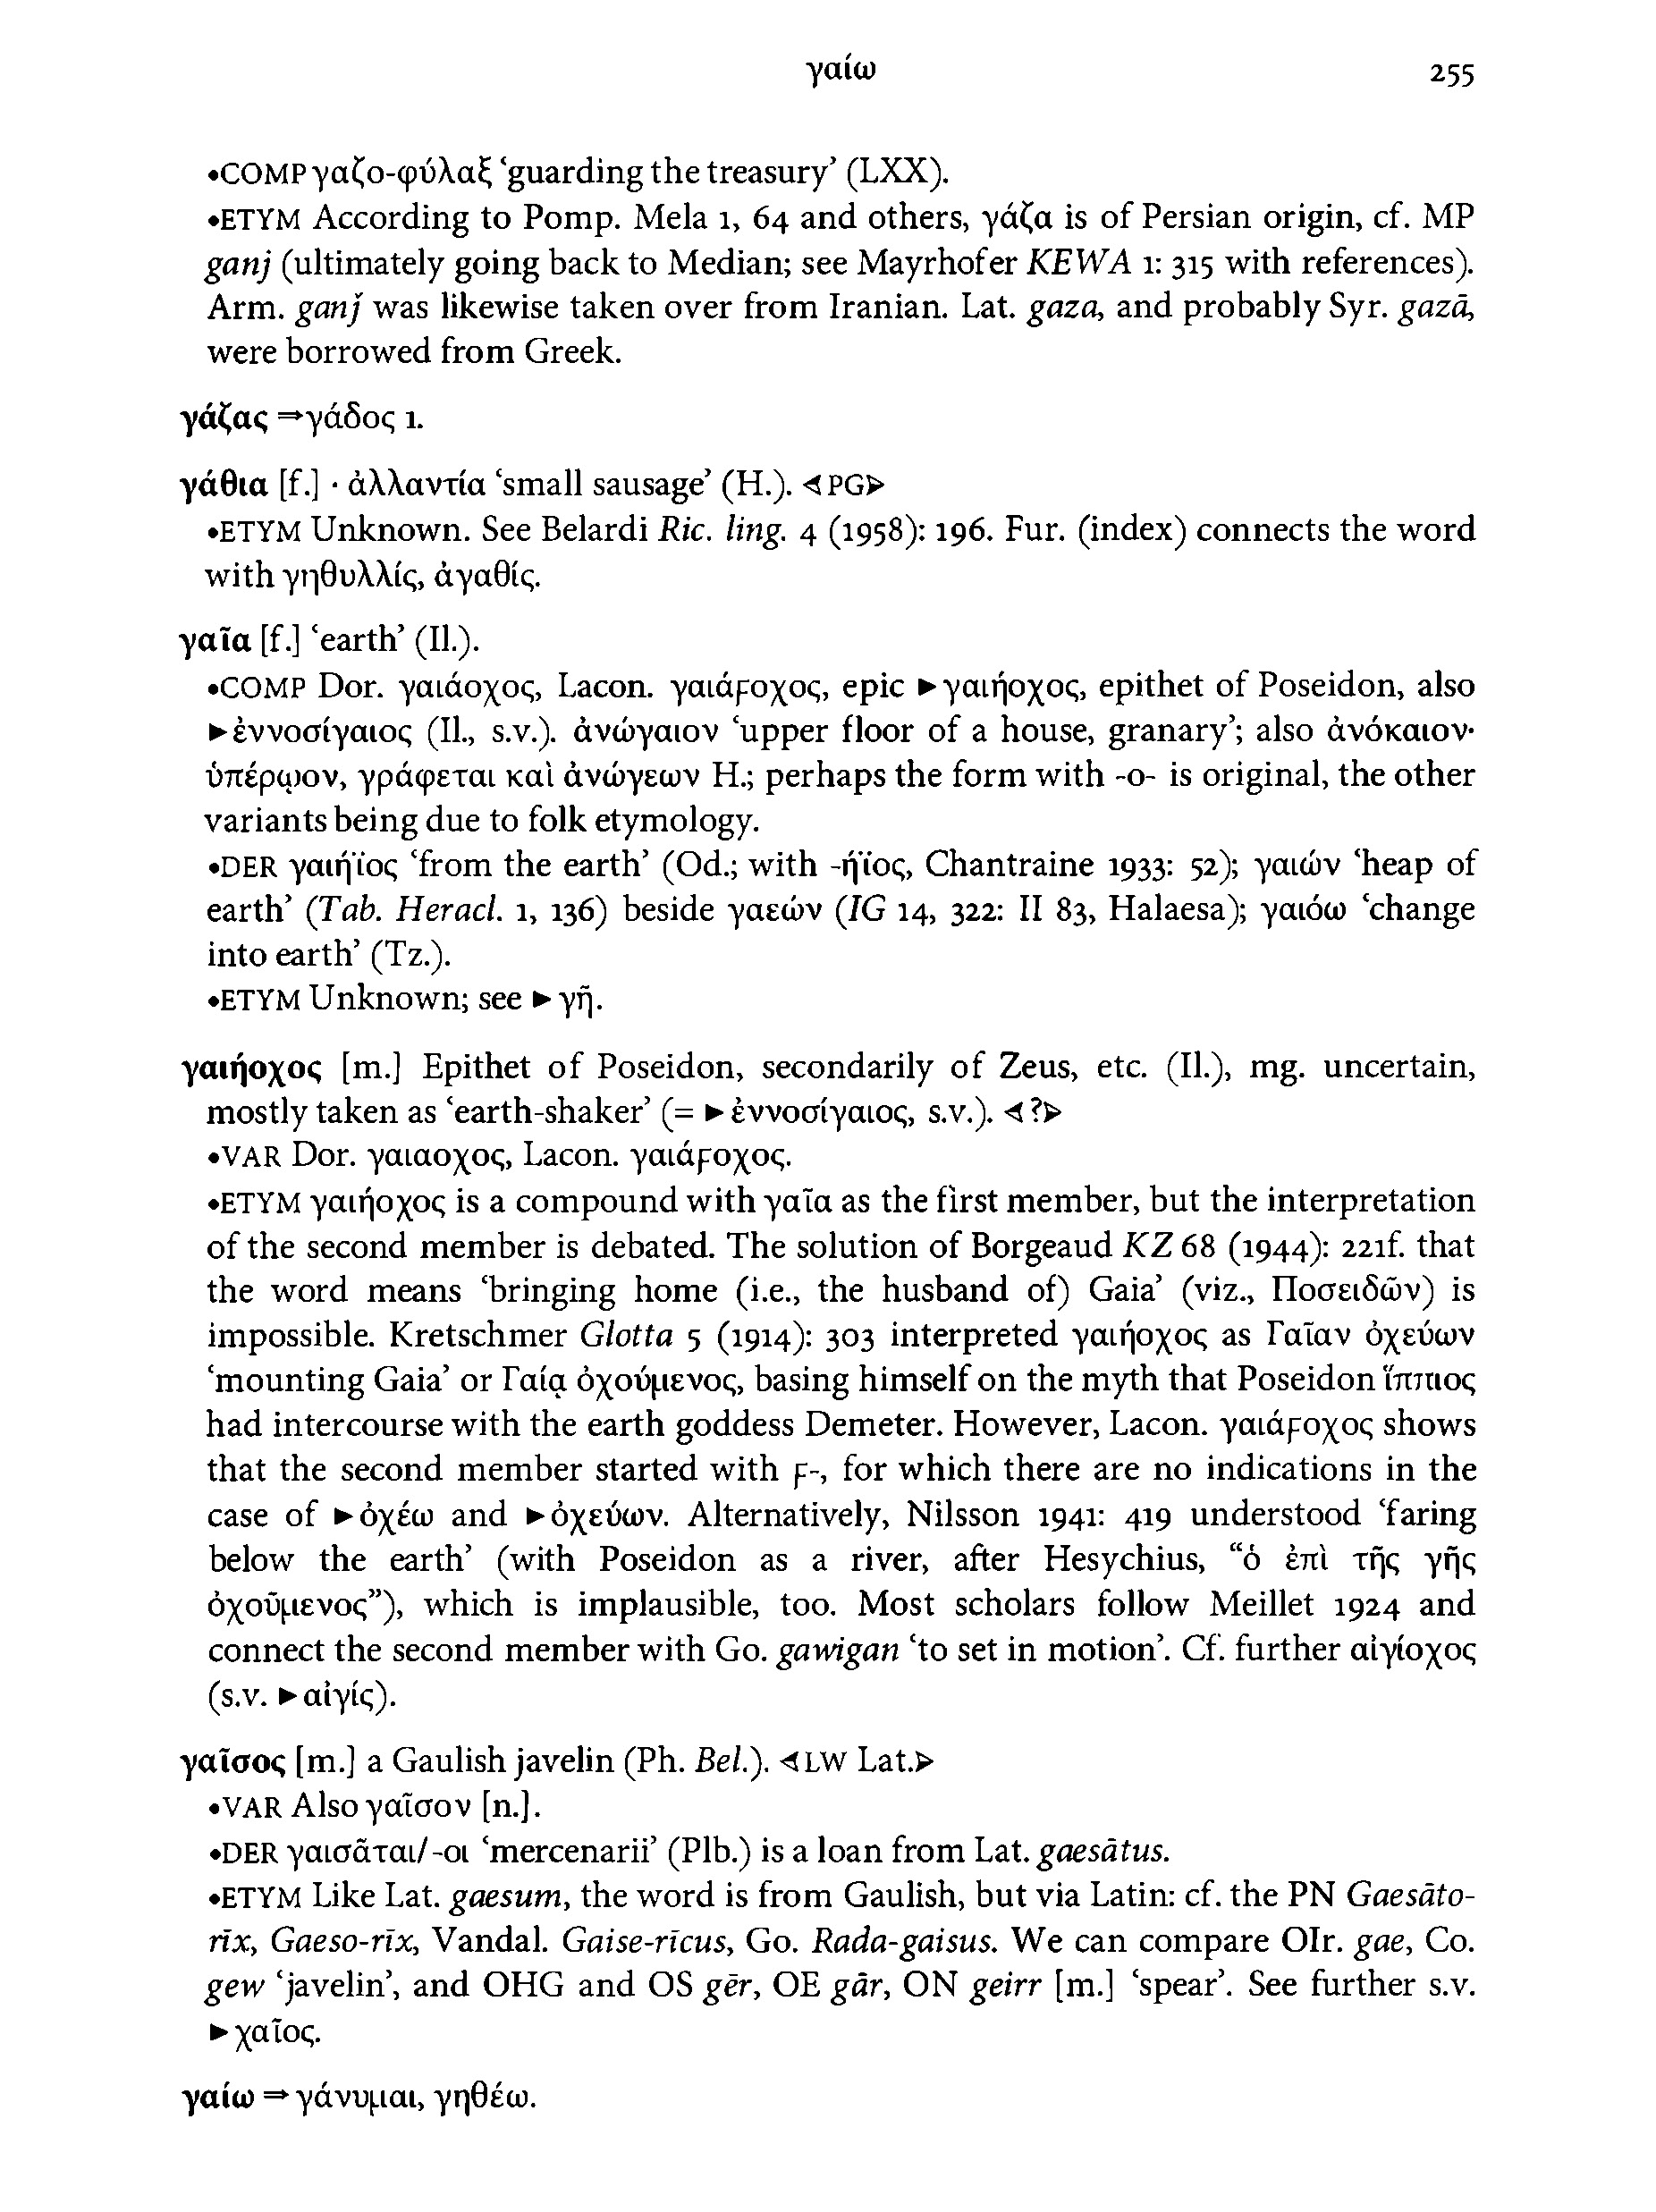 γαίω 255
•COMP γαζο-φύλαξ ‘guarding the treasury’ (LXX).
•ETYM According to Pomp. Mela 1, 64 and others, γάζα is of Persian origin, cf. MP
ganj (ultimately going back to Median; see Mayrhofer KEWA 1: 315 with references).
Arm. ganǰ was likewise taken over from Iranian. Lat. gaza, and probably Syr. gazā,
were borrowed from Greek.
γάζας ⇒γάδος 1.
γάθια [f.] · ἀλλαντία ‘small sausage’ (H.). ⊲PG⊳
•ETYM Unknown. See Belardi Ric. ling. 4 (1958): 196. Fur. (index) connects the word
with γηθυλλίς, ἀγαθίς.
γαῖα [f.] ‘earth’ (Il.).
•COMP Dor. γαιάοχος, Lacon. γαιάϝοχος, epic ►γαιήοχος, epithet of Poseidon, also
►ἐννοσίγαιος (Il., s.v.). ἀνώγαιον ‘upper floor of a house, granary’; also ἀνόκαιον·
ὑπέρῳον, γράφεται καὶ ἀνώγεων H.; perhaps the form with -ο- is original, the other
variants being due to folk etymology.
•DER γαιήϊος ‘from the earth’ (Od.; with -ήϊος, Chantraine 1933: 52); γαιών ‘heap of
earth’ (Tab. Heracl. 1, 136) beside γαεών (IG 14, 322: II 83, Halaesa); γαιόω ‘change
into earth’ (Tz.).
•ETYM Unknown; see ►γῆ.
γαιήοχος [m.] Epithet of Poseidon, secondarily of Zeus, etc. (Il.), mg. uncertain,
mostly taken as ‘earth-shaker’ (= ►ἐννοσίγαιος, s.v.). ⊲?⊳
•VAR Dor. γαιαοχος, Lacon. γαιάϝοχος.
•ETYM γαιήοχος is a compound with γαῖα as the first member, but the interpretation
of the second member is debated. The solution of Borgeaud KZ 68 (1944): 221f. that
the word means ‘bringing home (i.e., the husband of) Gaia’ (viz., Ποσειδῶν) is
impossible. Kretschmer Glotta 5 (1914): 303 interpreted γαιήοχος as Γαῖαν ὀχεύων
‘mounting Gaia’ or Γαίᾳ ὀχούμενος, basing himself on the myth that Poseidon ἵππιος
had intercourse with the earth goddess Demeter. However, Lacon. γαιάϝοχος shows
that the second member started with ϝ-, for which there are no indications in the
case of ►ὀχέω and ►ὀχεύων. Alternatively, Nilsson 1941: 419 understood ‘faring
below the earth’ (with Poseidon as a river, after Hesychius, “ὁ ἐπὶ τῆς γῆς
ὀχοῦμενος”), which is implausible, too. Most scholars follow Meillet 1924 and
connect the second member with Go. gawigan ‘to set in motion’. Cf. further αἰγίοχος
(s.v. ►αἰγίς).
γαῖσος [m.] a Gaulish javelin (Ph. Bel.). ⊲LW Lat.⊳
•VAR Also γαῖσον [n.].
•DER γαισᾶται/-οι ‘mercenarii’ (Plb.) is a loan from Lat. gaesātus.
•ETYM Like Lat. gaesum, the word is from Gaulish, but via Latin: cf. the PN Gaesāto-
rīx, Gaeso-rīx, Vandal. Gaise-rīcus, Go. Rada-gaisus. We can compare OIr. gae, Co.
gew ‘javelin’, and OHG and OS gēr, OE gār, ON geirr [m.] ‘spear’. See further s.v.
►χαῖος.
γαίω ⇒γάνυμαι, γηθέω.